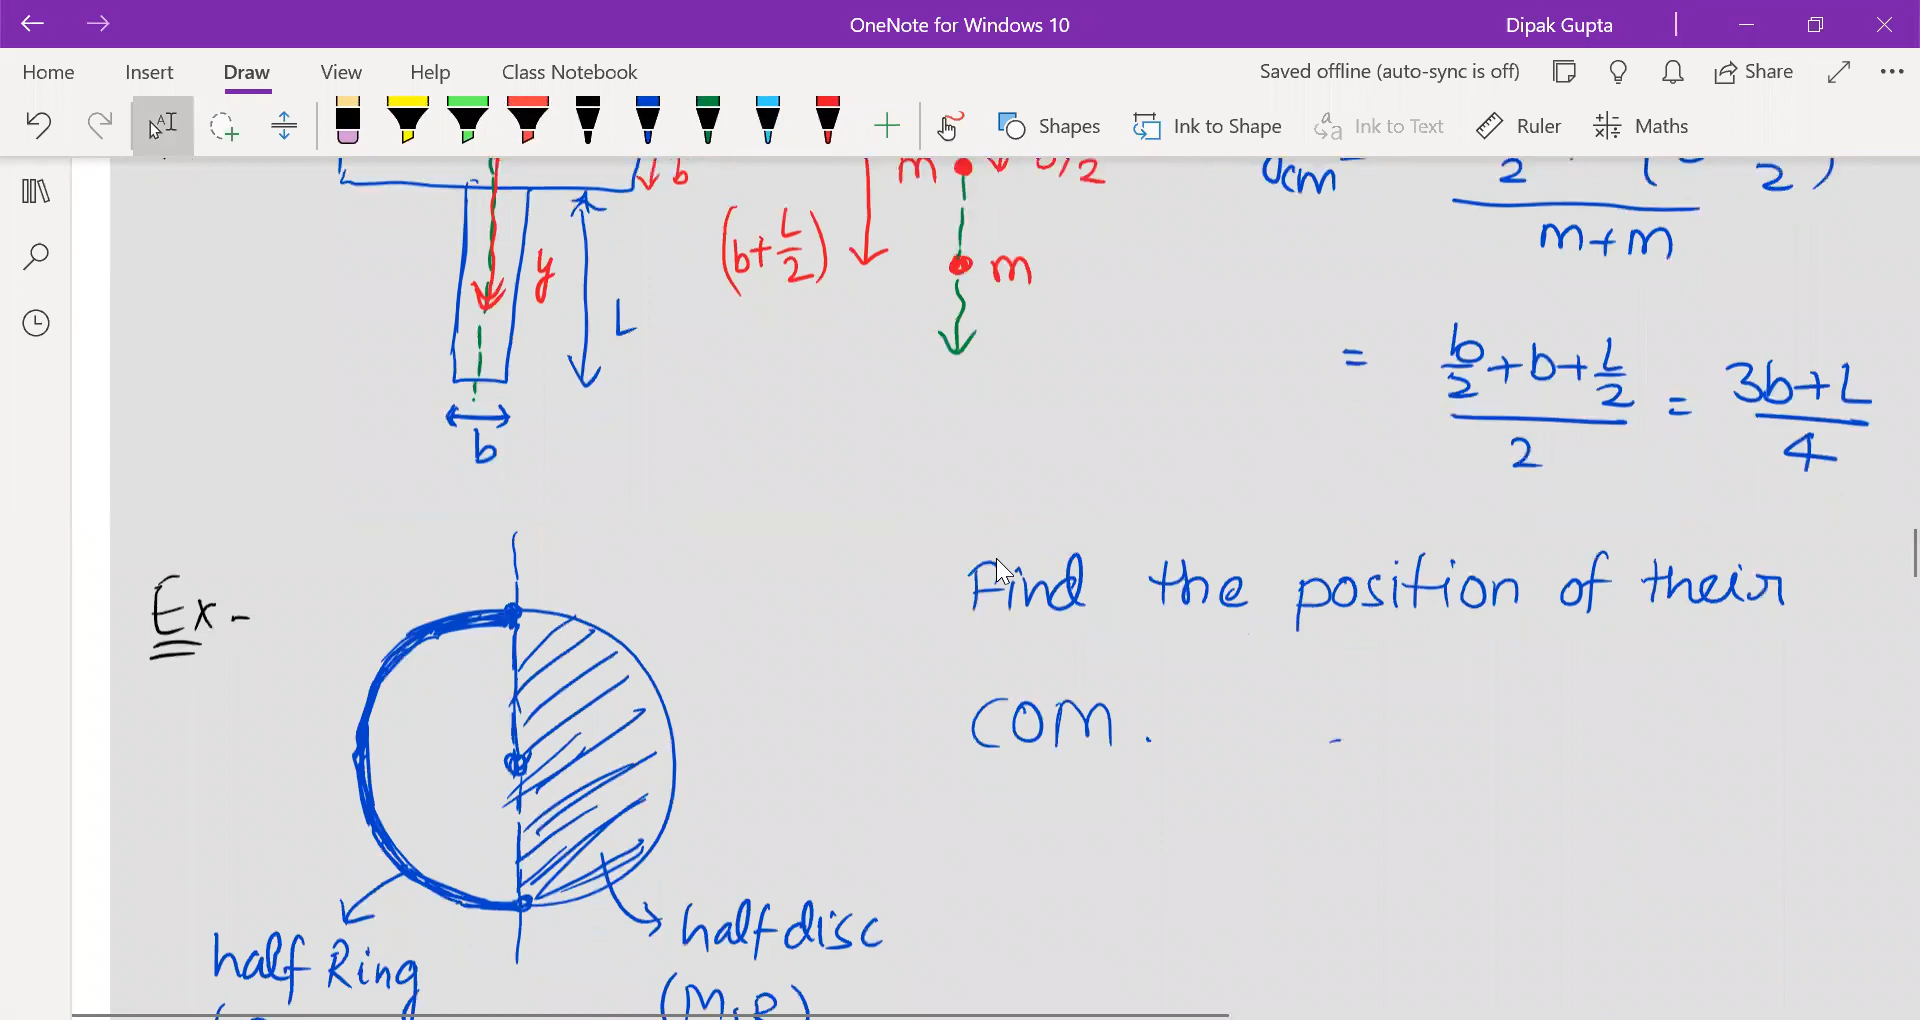 OneNote for Windows 10
Dipak Gupta
Home Insert Draw View Help Class Notebook
Saved offline (auto-sync is off) Share
Shapes Ink to Shape Ink to Text Ruler Maths
b
m
2
2 )
m+m
(b+L/2)
m
y
L
b
= (b/2+b+L/2)/2 = (3b+L)/4
Ex-
Find the position of their
COM.
half disc
half Ring
(M,R)